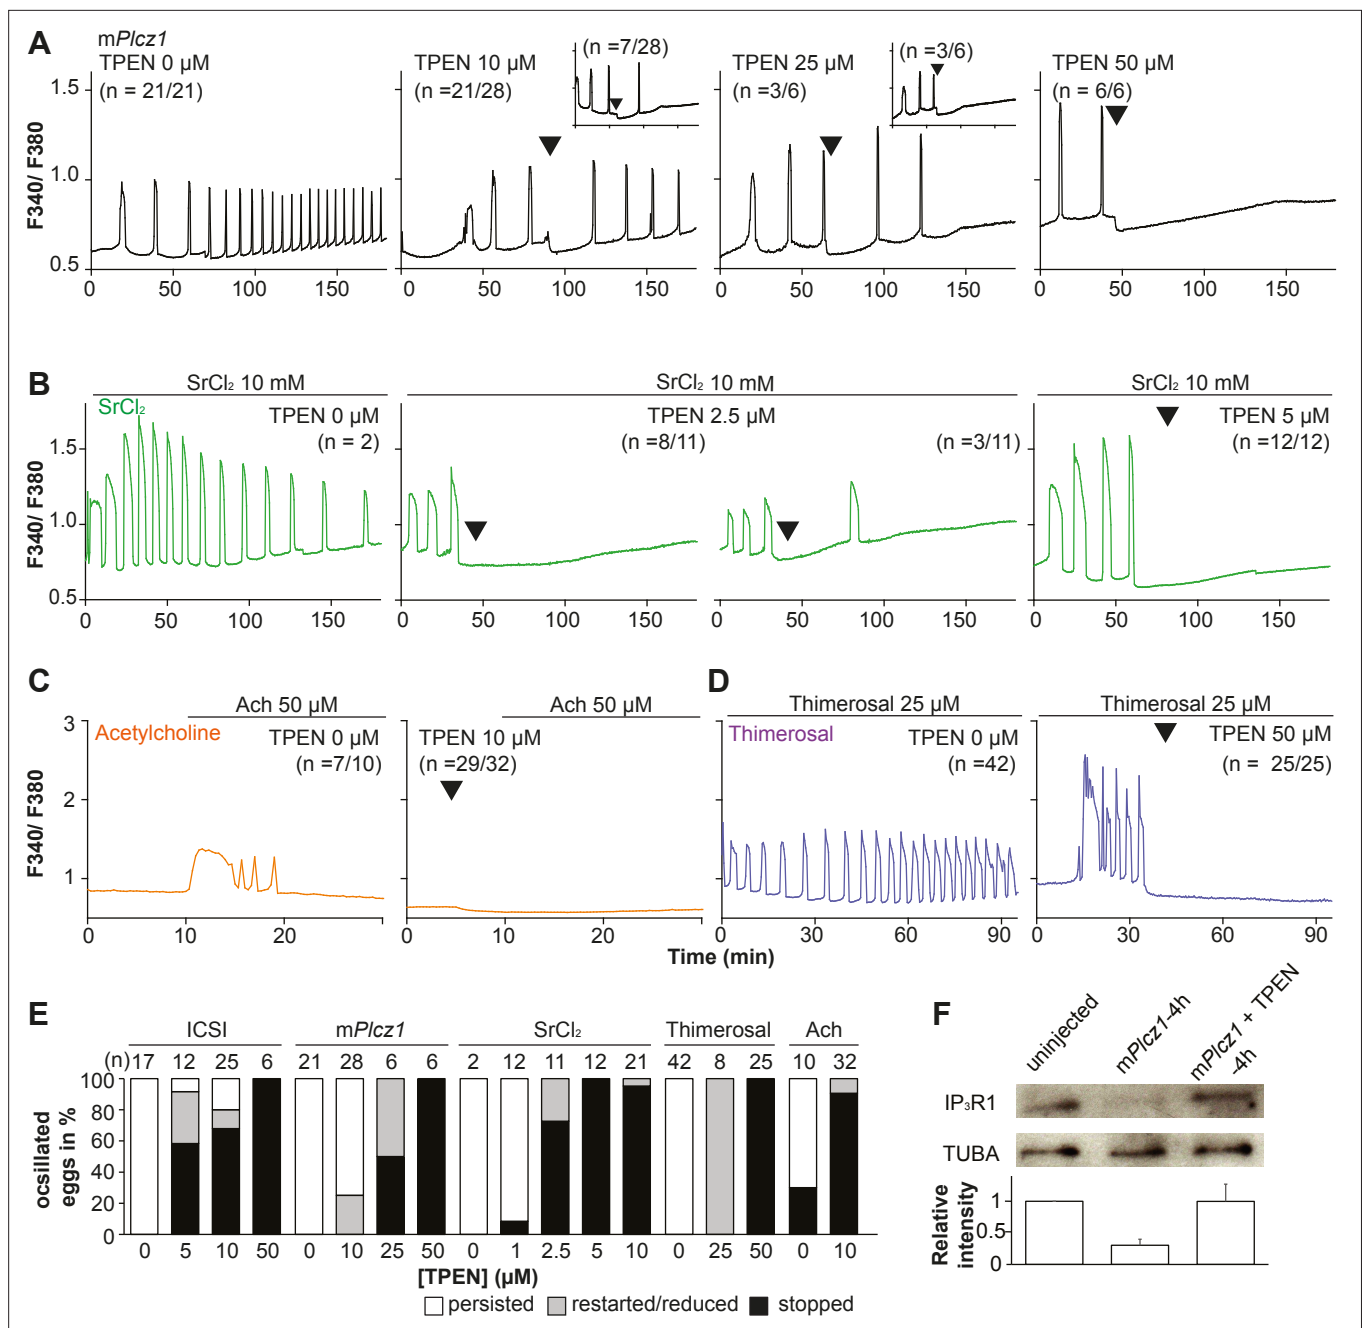 A
mPlcz1
TPEN 0 µM
(n = 21/21)
TPEN 10 µM
(n =21/28)
(n =7/28)
TPEN 25 µM
(n =3/6)
(n =3/6)
TPEN 50 µM
(n = 6/6)
F340/ F380
1.5
1.0
0.5
0 50 100 150
0 50 100 150
0 50 100 150
0 50 100 150
B
SrCl₂ 10 mM
SrCl₂ 10 mM
SrCl₂ 10 mM
SrCl₂
TPEN 0 µM
(n = 2)
TPEN 2.5 µM
(n =8/11)
(n =3/11)
TPEN 5 µM
(n =12/12)
F340/ F380
1.5
1.0
0.5
0 50 100 150
0 50 100 150
0 50 100 150
0 50 100 150
C
Ach 50 µM
Ach 50 µM
Acetylcholine
TPEN 0 µM
(n =7/10)
TPEN 10 µM
(n =29/32)
F340/ F380
3
2
1
0 10 20
0 10 20
D
Thimerosal 25 µM
Thimerosal 25 µM
Thimerosal
TPEN 0 µM
(n =42)
TPEN 50 µM
(n = 25/25)
0 30 60 90
0 30 60 90
Time (min)
E
ICSI mPlcz1 SrCl₂ Thimerosal Ach
(n) 17 12 25 6 21 28 6 6 2 12 11 12 21 42 8 25 10 32
ocsillated
eggs in %
100
80
60
40
20
0
0 5 10 50 0 10 25 50 0 1 2.5 5 10 0 25 50 0 10
[TPEN] (µM)
persisted restarted/reduced stopped
F
uninjected
mPlcz1-4h
mPlcz1 + TPEN
-4h
IP₃R1
TUBA
Relative
intensity
1
0.5
0